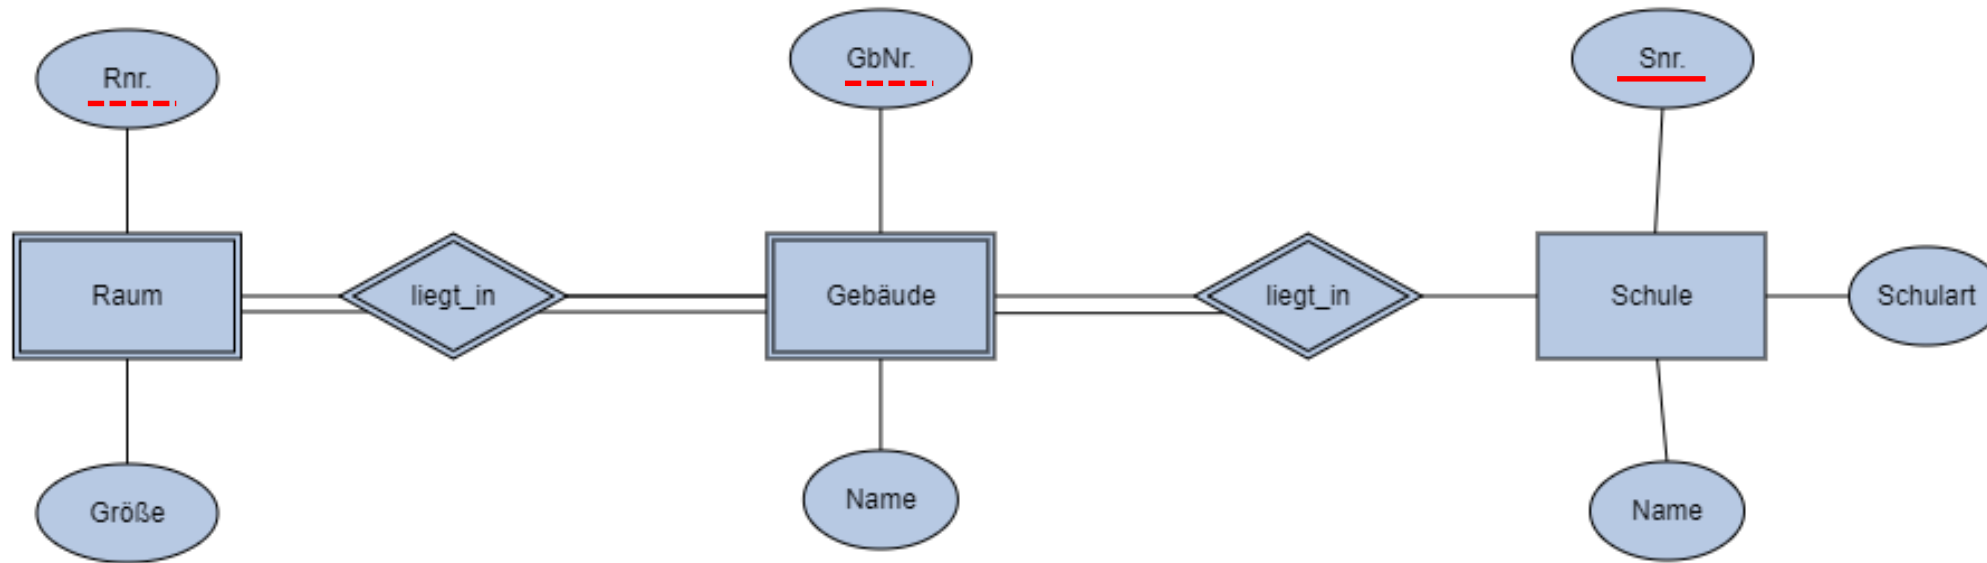 Rnr.
GbNr.
Snr.
Raum
liegt_in
Gebäude
liegt_in
Schule
Schulart
Größe
Name
Name